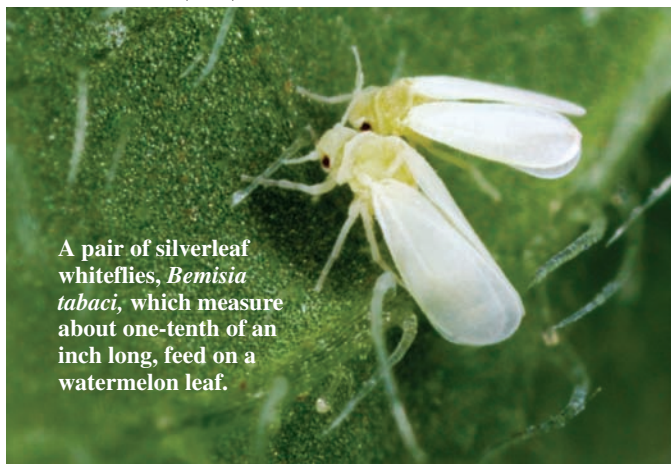 A pair of silverleaf
whiteflies, Bemisia
tabaci, which measure
about one-tenth of an
inch long, feed on a
watermelon leaf.